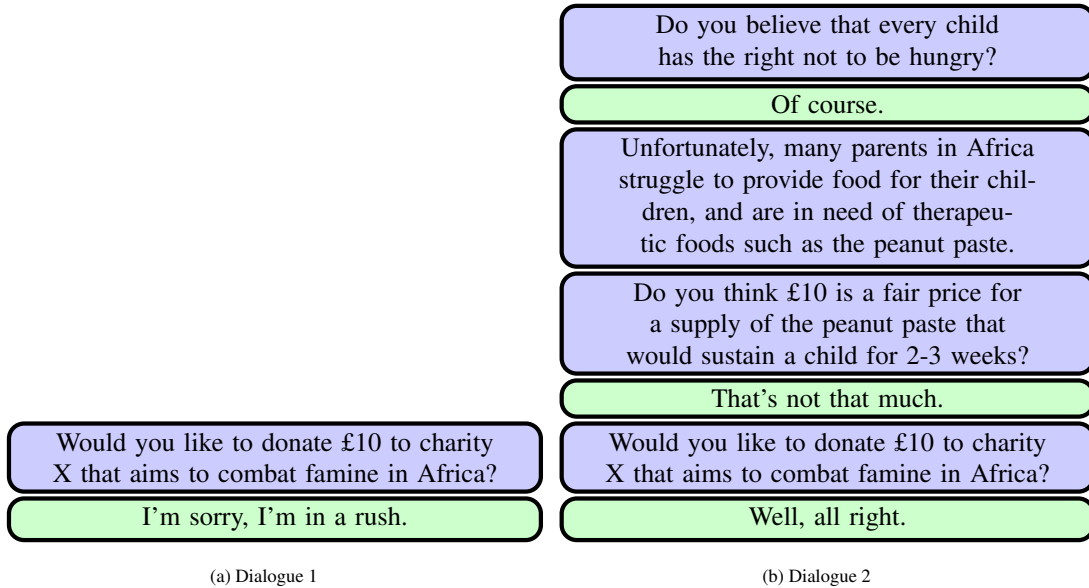 Would you like to donate £10 to charity
X that aims to combat famine in Africa?
I'm sorry, I'm in a rush.
(a) Dialogue 1
Do you believe that every child
has the right not to be hungry?
Of course.
Unfortunately, many parents in Africa
struggle to provide food for their chil-
dren, and are in need of therapeu-
tic foods such as the peanut paste.
Do you think £10 is a fair price for
a supply of the peanut paste that
would sustain a child for 2-3 weeks?
That's not that much.
Would you like to donate £10 to charity
X that aims to combat famine in Africa?
Well, all right.
(b) Dialogue 2